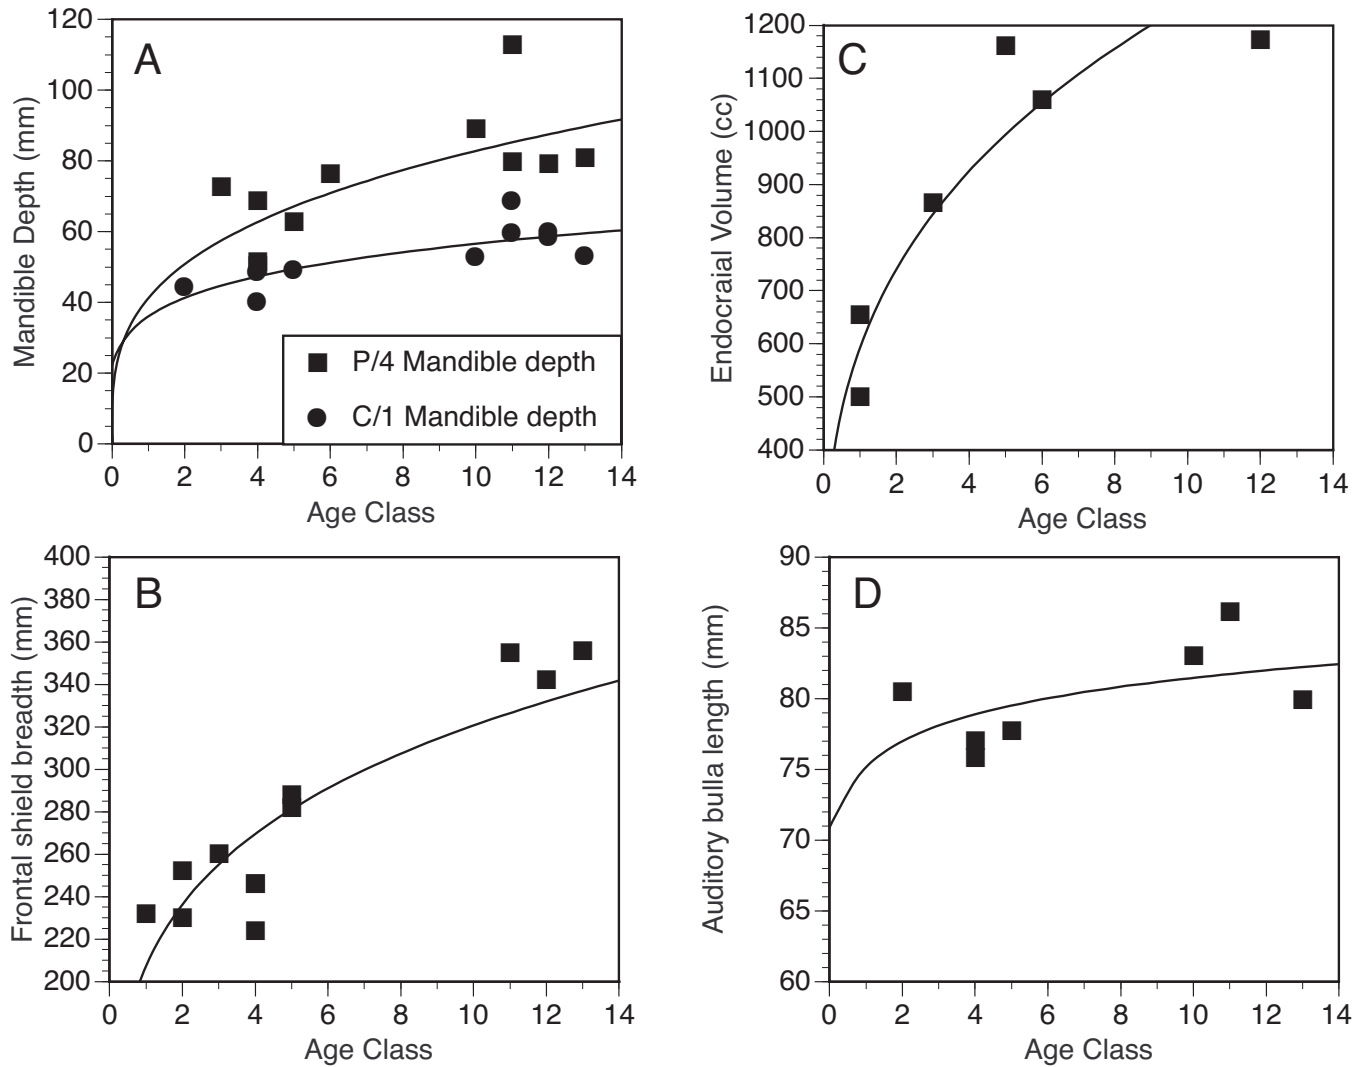 A
Mandible Depth (mm)
120
100
80
60
40
20
0
P/4 Mandible depth
C/1 Mandible depth
0 2 4 6 8 10 12 14
Age Class
C
Endocraial Volume (cc)
1200
1100
1000
900
800
700
600
500
400
0 2 4 6 8 10 12 14
Age Class
B
Frontal shield breadth (mm)
400
380
360
340
320
300
280
260
240
220
200
0 2 4 6 8 10 12 14
Age Class
D
Auditory bulla length (mm)
90
85
80
75
70
65
60
0 2 4 6 8 10 12 14
Age Class